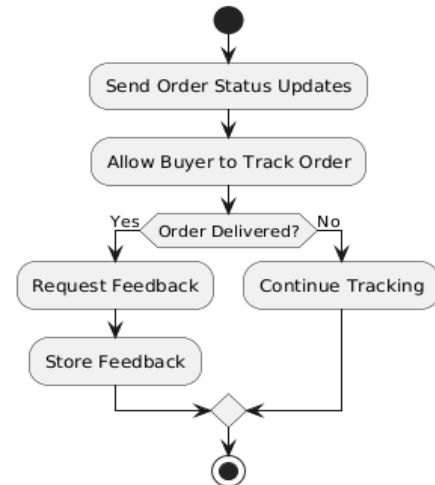 Send Order Status Updates
Allow Buyer to Track Order
Yes
Order Delivered?
No
Request Feedback
Continue Tracking
Store Feedback